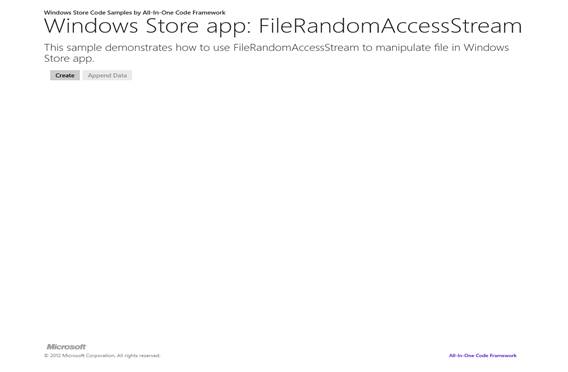 Windows Store Code Samples by All-In-One Code Framework
Windows Store app: FileRandomAccessStream
This sample demonstrates how to use FileRandomAccessStream to manipulate file in Windows
Store app.
Create Append Data
Microsoft
© 2012 Microsoft Corporation. All rights reserved. All-In-One Code Framework